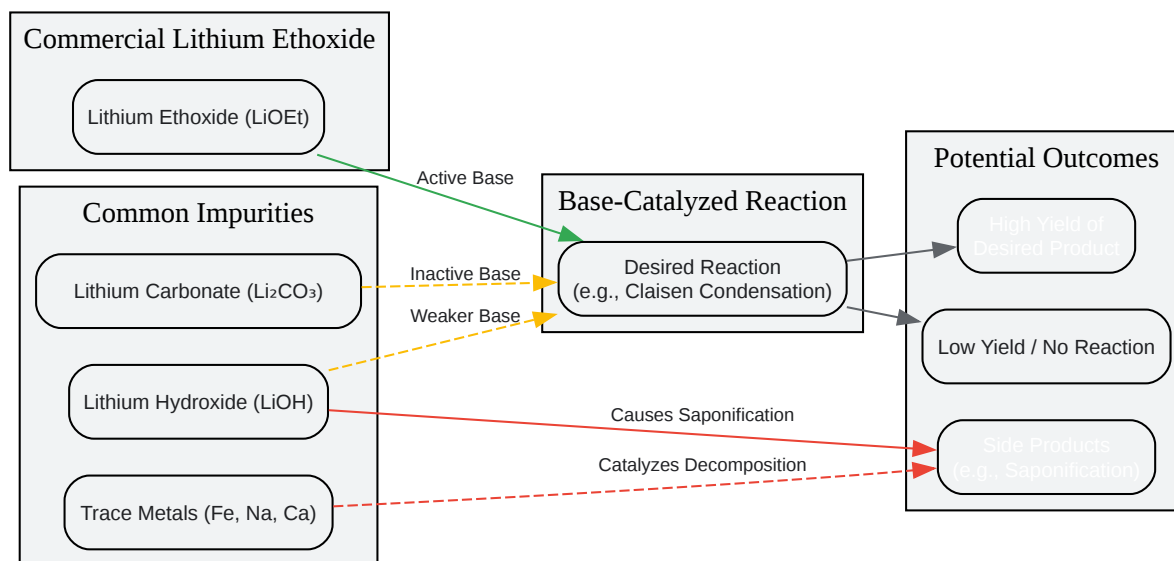 Commercial Lithium Ethoxide
Lithium Ethoxide (LiOEt)
Common Impurities
Lithium Carbonate (Li₂CO₃)
Lithium Hydroxide (LiOH)
Trace Metals (Fe, Na, Ca)
Active Base
Inactive Base
Weaker Base
Causes Saponification
Catalyzes Decomposition
Base-Catalyzed Reaction
Desired Reaction
(e.g., Claisen Condensation)
Potential Outcomes
High Yield of
Desired Product
Low Yield / No Reaction
Side Products
(e.g., Saponification)